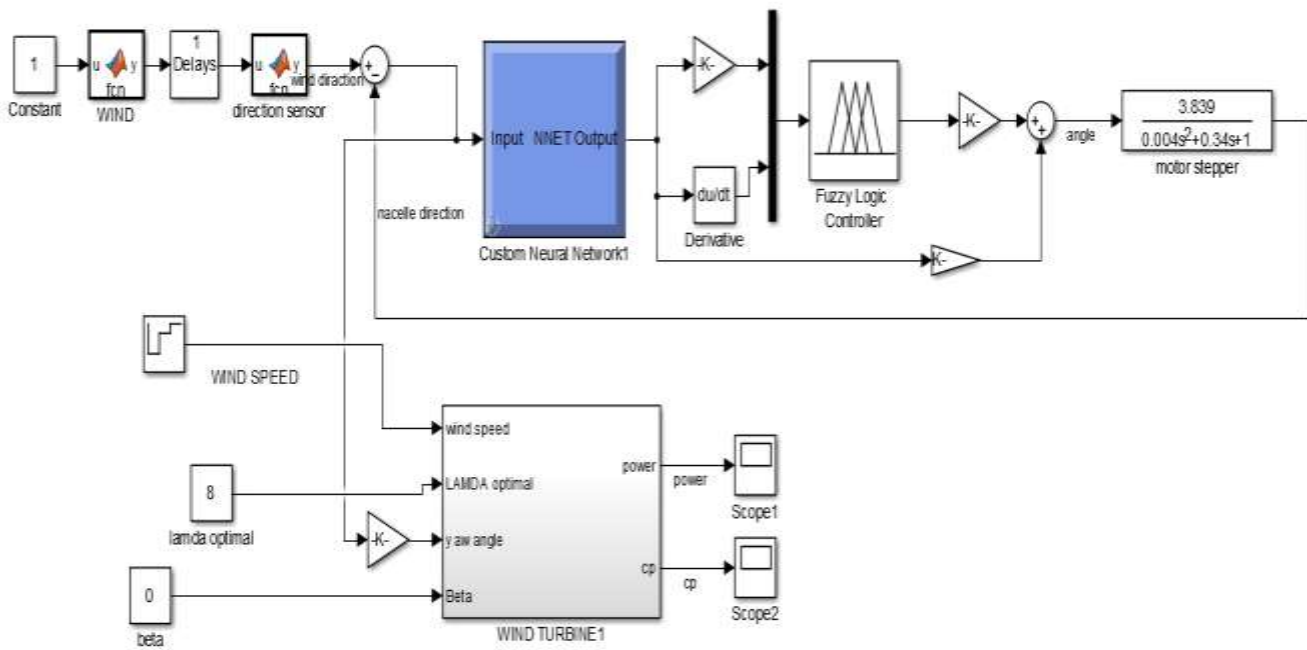 1
Constant
u y
fcn
WIND
1
Delays
u y
fcn
direction sensor
wind direction
+
−
nacelle direction
Input NNET Output
Custom Neural Network1
-K-
du/dt
Derivative
Fuzzy Logic
Controller
-K-
K-
+
+
angle
3.839
0.004s²+0.34s+1
motor stepper
WIND SPEED
8
lamda optimal
-K-
0
beta
wind speed
LAMDA optimal
y aw angle
Beta
power
cp
WIND TURBINE1
power
cp
Scope1
Scope2